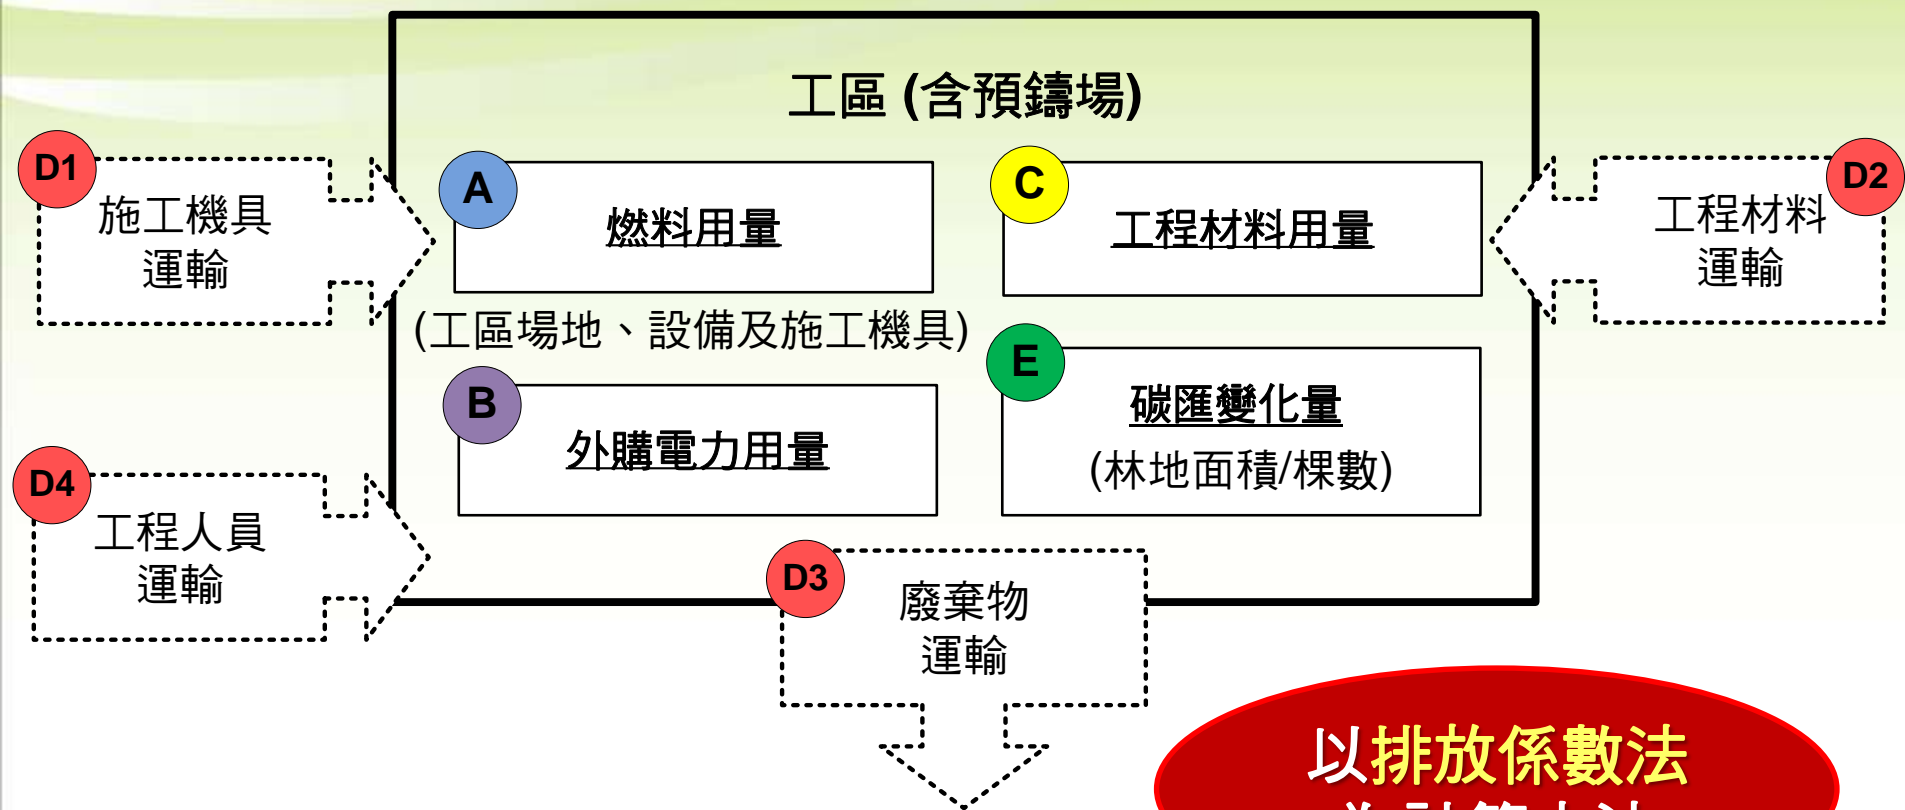 工區 (含預鑄場)
D1
施工機具
運輸
A
燃料用量
(工區場地、設備及施工機具)
B
外購電力用量
C
工程材料用量
E
碳匯變化量
(林地面積/棵數)
D2
工程材料
運輸
D4
工程人員
運輸
D3
廢棄物
運輸
以排放係數法